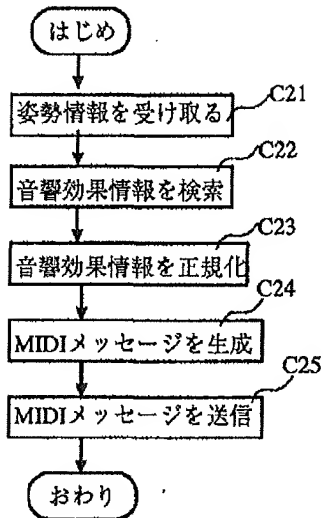 はじめ
C21
姿勢情報を受け取る
C22
音響効果情報を検索
C23
音響効果情報を正規化
C24
MIDIメッセージを生成
C25
MIDIメッセージを送信
おわり